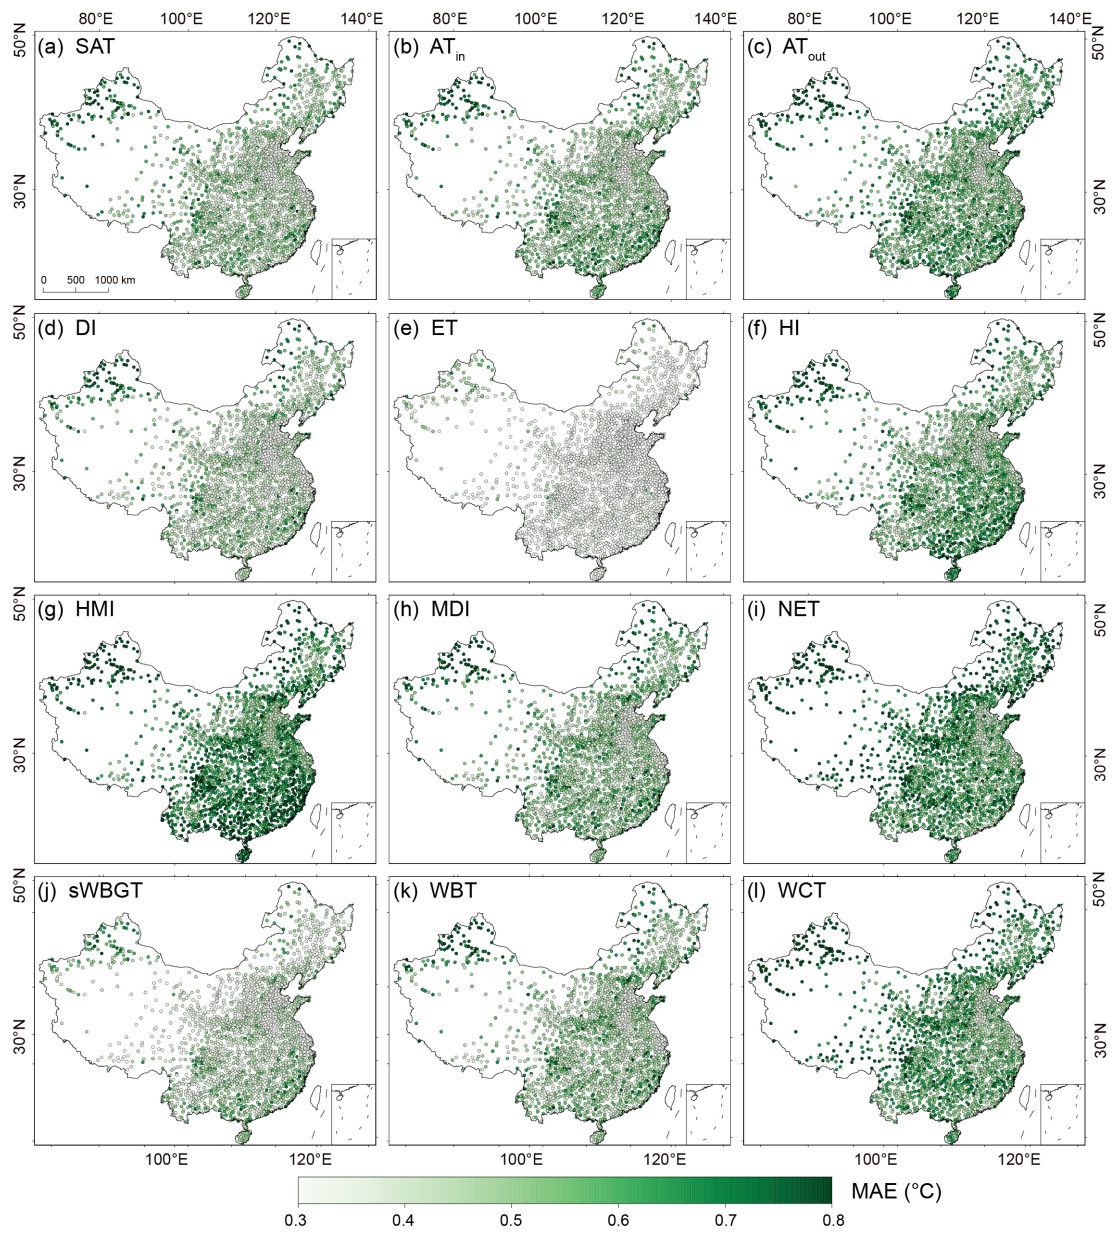 80°E 100°E 120°E 140°E 80°E 100°E 120°E 140°E 80°E 100°E 120°E 140°E
(a) SAT
(b) ATin
(c) ATout
50°N
50°N
30°N
30°N
0 500 1000 km
(d) DI
(e) ET
(f) HI
50°N
50°N
30°N
30°N
(g) HMI
(h) MDI
(i) NET
50°N
50°N
30°N
30°N
(j) sWBGT
(k) WBT
(l) WCT
50°N
50°N
30°N
30°N
100°E 120°E 100°E 120°E 100°E 120°E
MAE (°C)
0.3 0.4 0.5 0.6 0.7 0.8